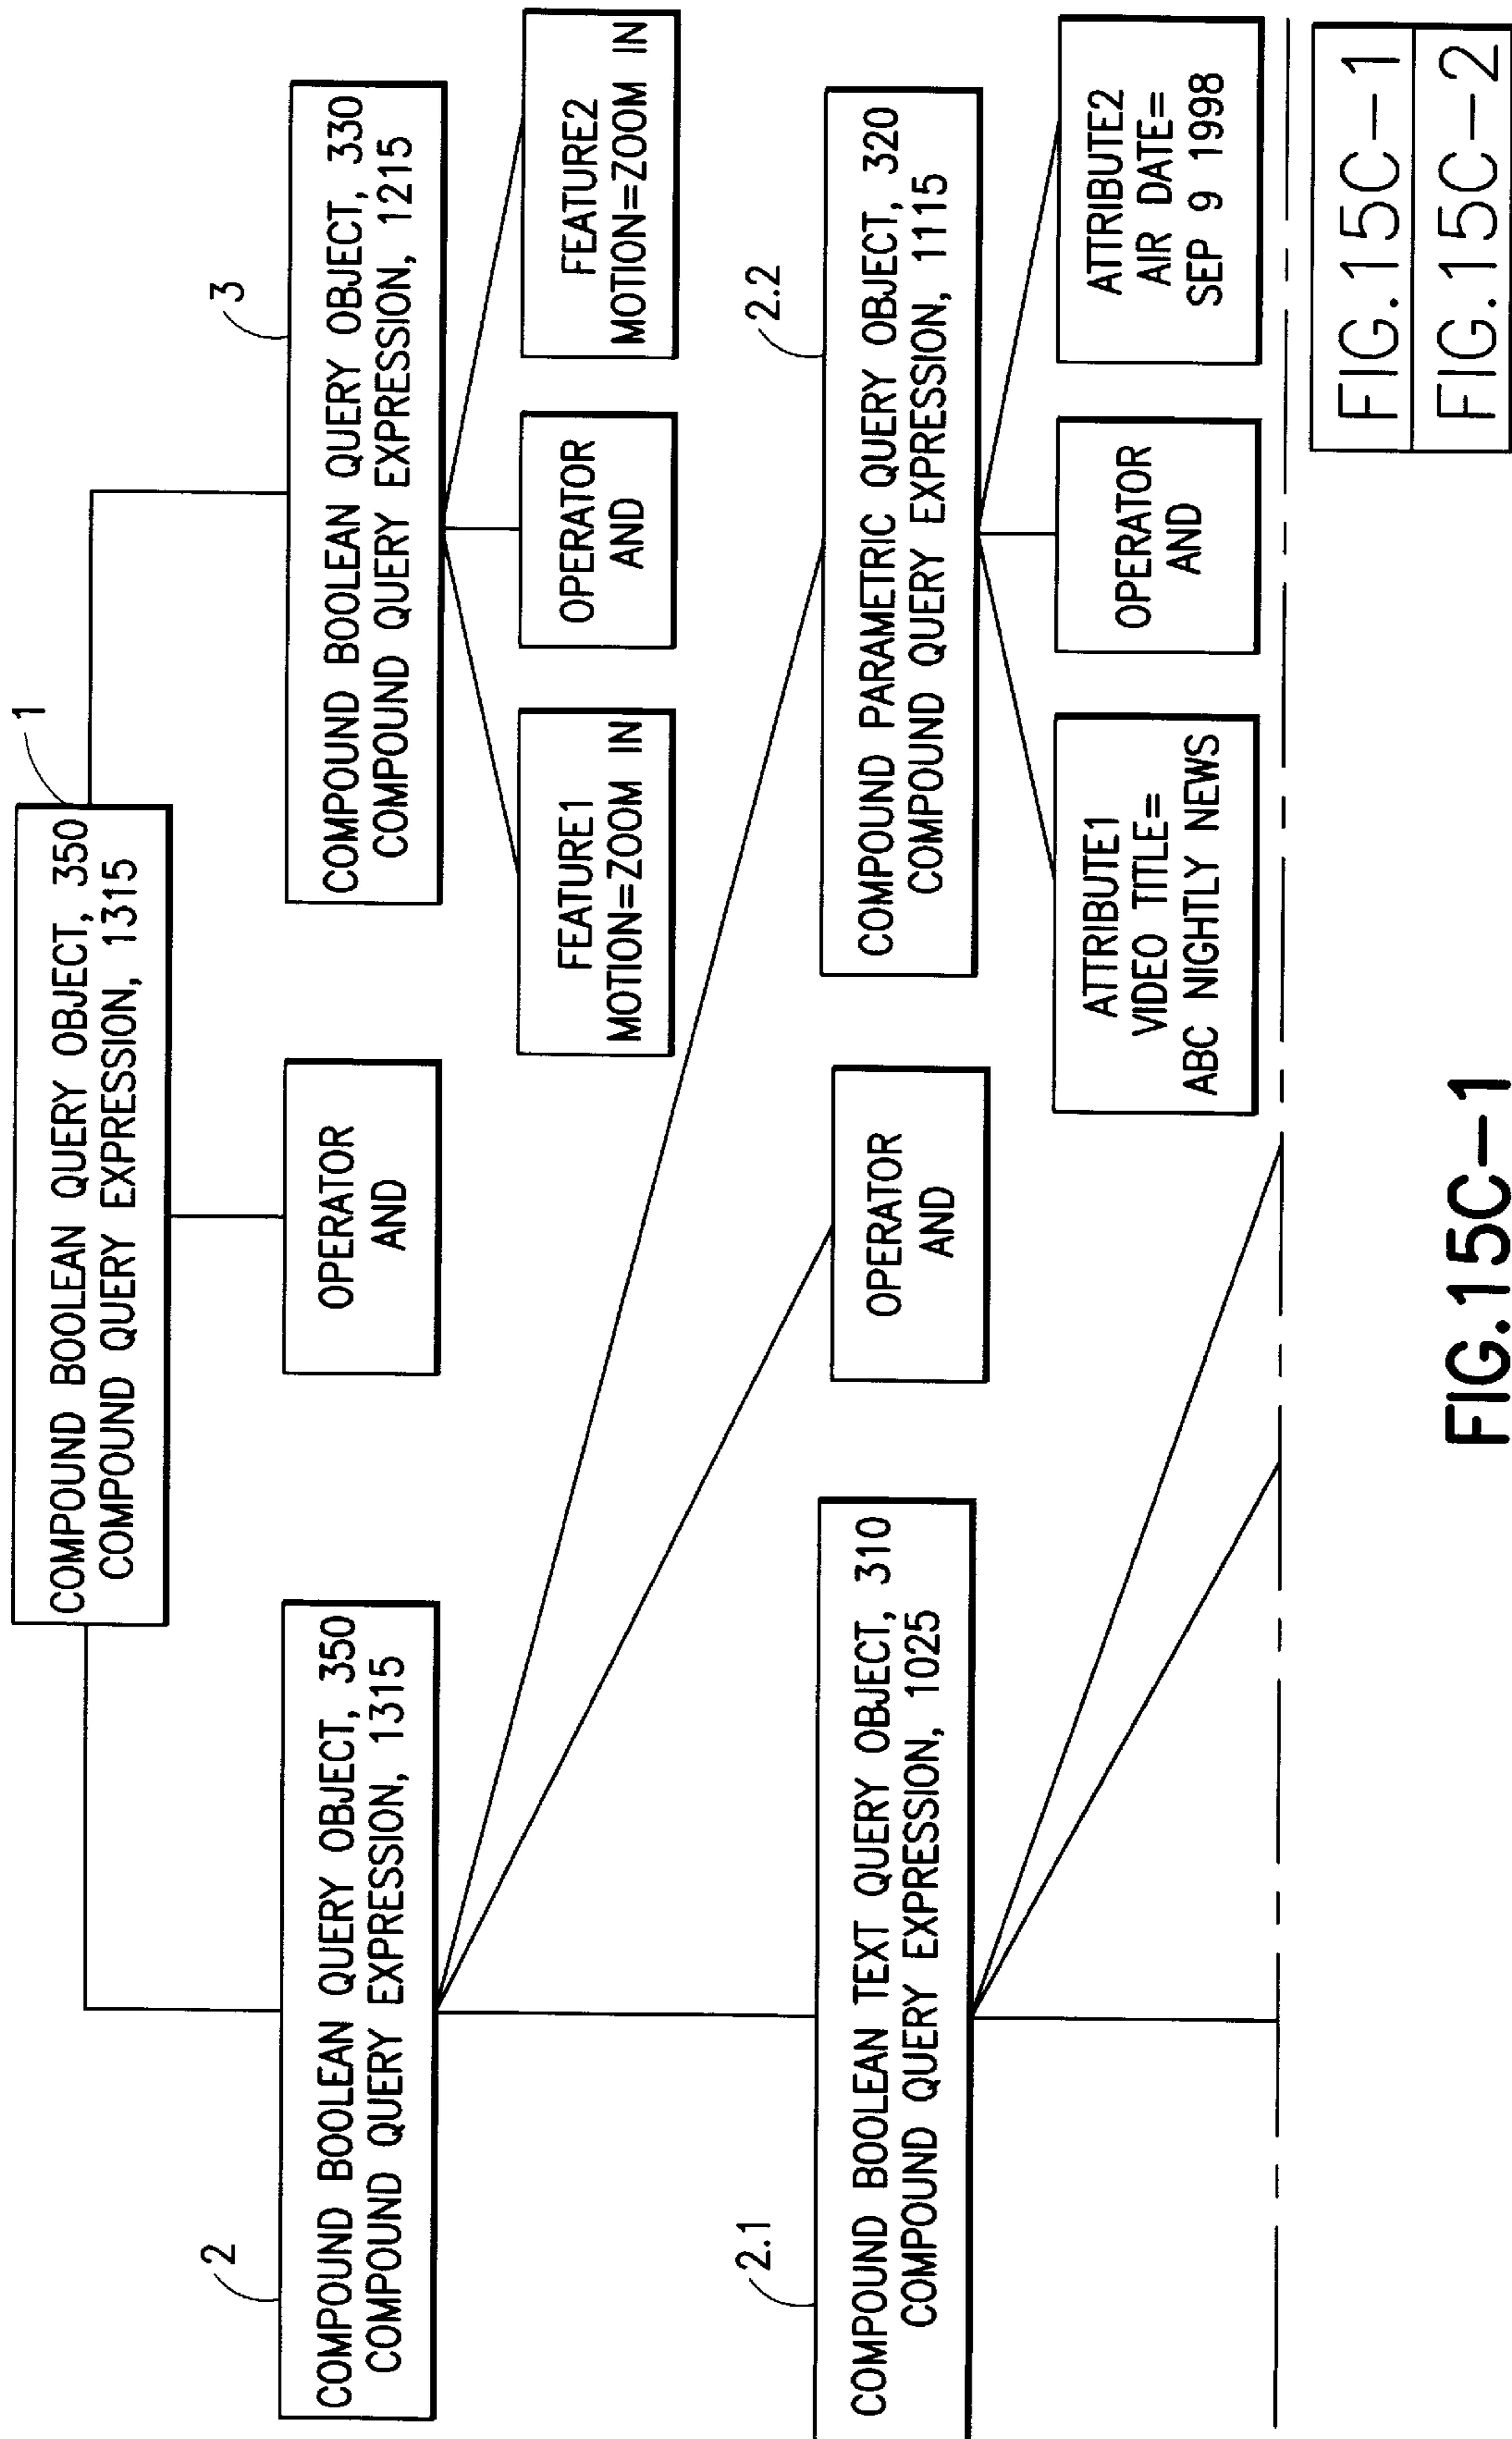 1
COMPOUND BOOLEAN QUERY OBJECT, 350
COMPOUND QUERY EXPRESSION, 1315
2
COMPOUND BOOLEAN QUERY OBJECT, 350
COMPOUND QUERY EXPRESSION, 1315
OPERATOR
AND
3
COMPOUND BOOLEAN QUERY OBJECT, 330
COMPOUND QUERY EXPRESSION, 1215
FEATURE1
MOTION=ZOOM IN
OPERATOR
AND
FEATURE2
MOTION=ZOOM IN
2.1
COMPOUND BOOLEAN TEXT QUERY OBJECT, 310
COMPOUND QUERY EXPRESSION, 1025
OPERATOR
AND
2.2
COMPOUND PARAMETRIC QUERY OBJECT, 320
COMPOUND QUERY EXPRESSION, 1115
ATTRIBUTE1
VIDEO TITLE=
ABC NIGHTLY NEWS
OPERATOR
AND
ATTRIBUTE2
AIR DATE=
SEP 9 1998
FIG.15C-1
FIG.15C-1
FIG.15C-2